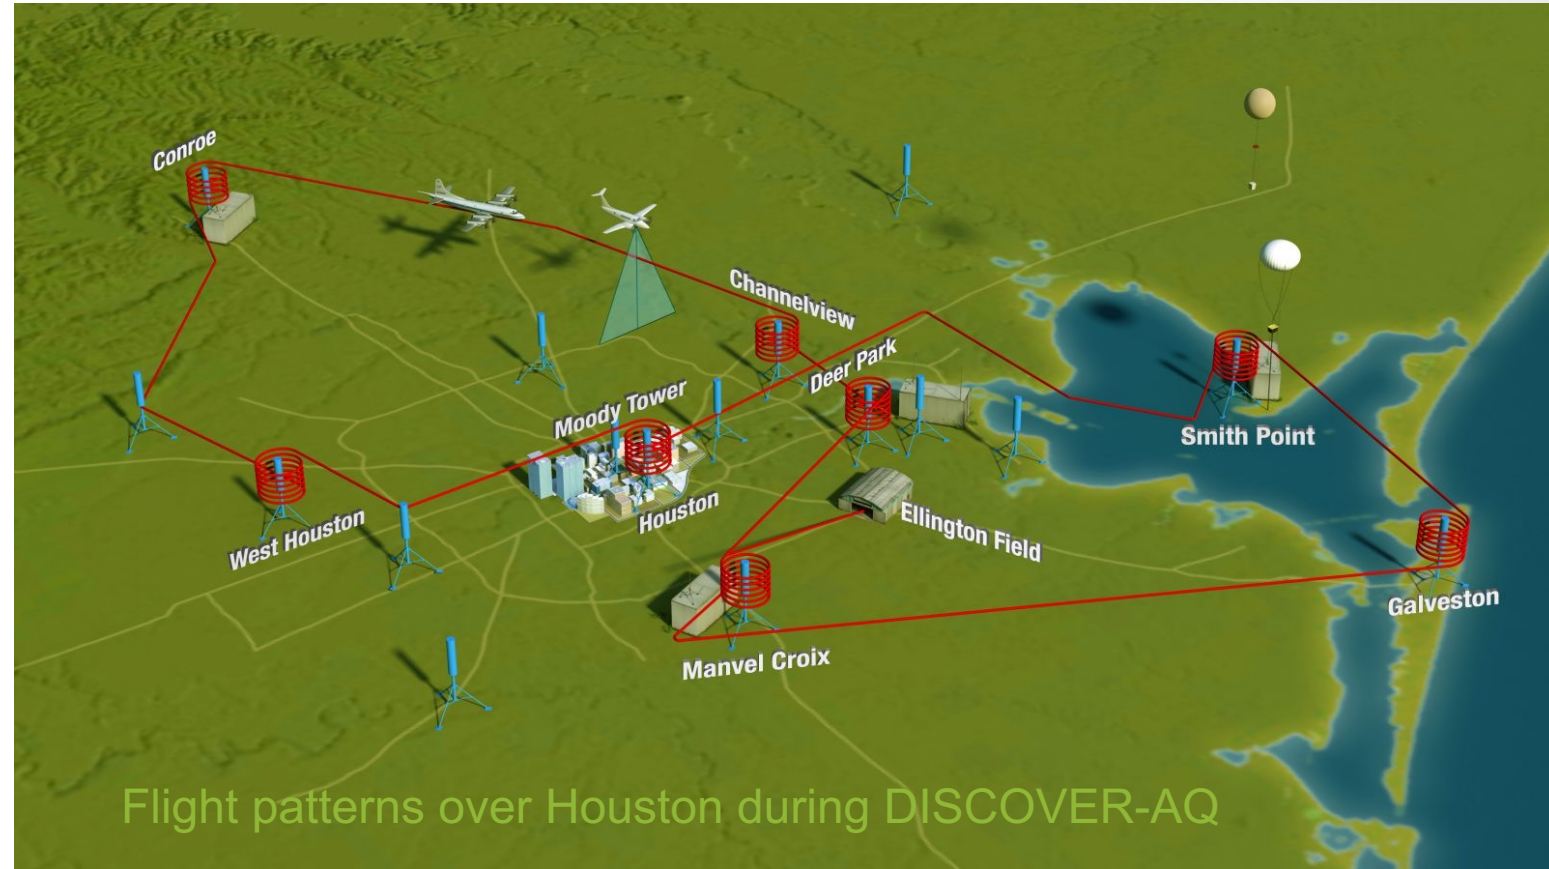 Conroe
Channelview
Deer Park
Moody Tower
Smith Point
Houston
West Houston
Ellington Field
Galveston
Manvel Croix
Flight patterns over Houston during DISCOVER-AQ